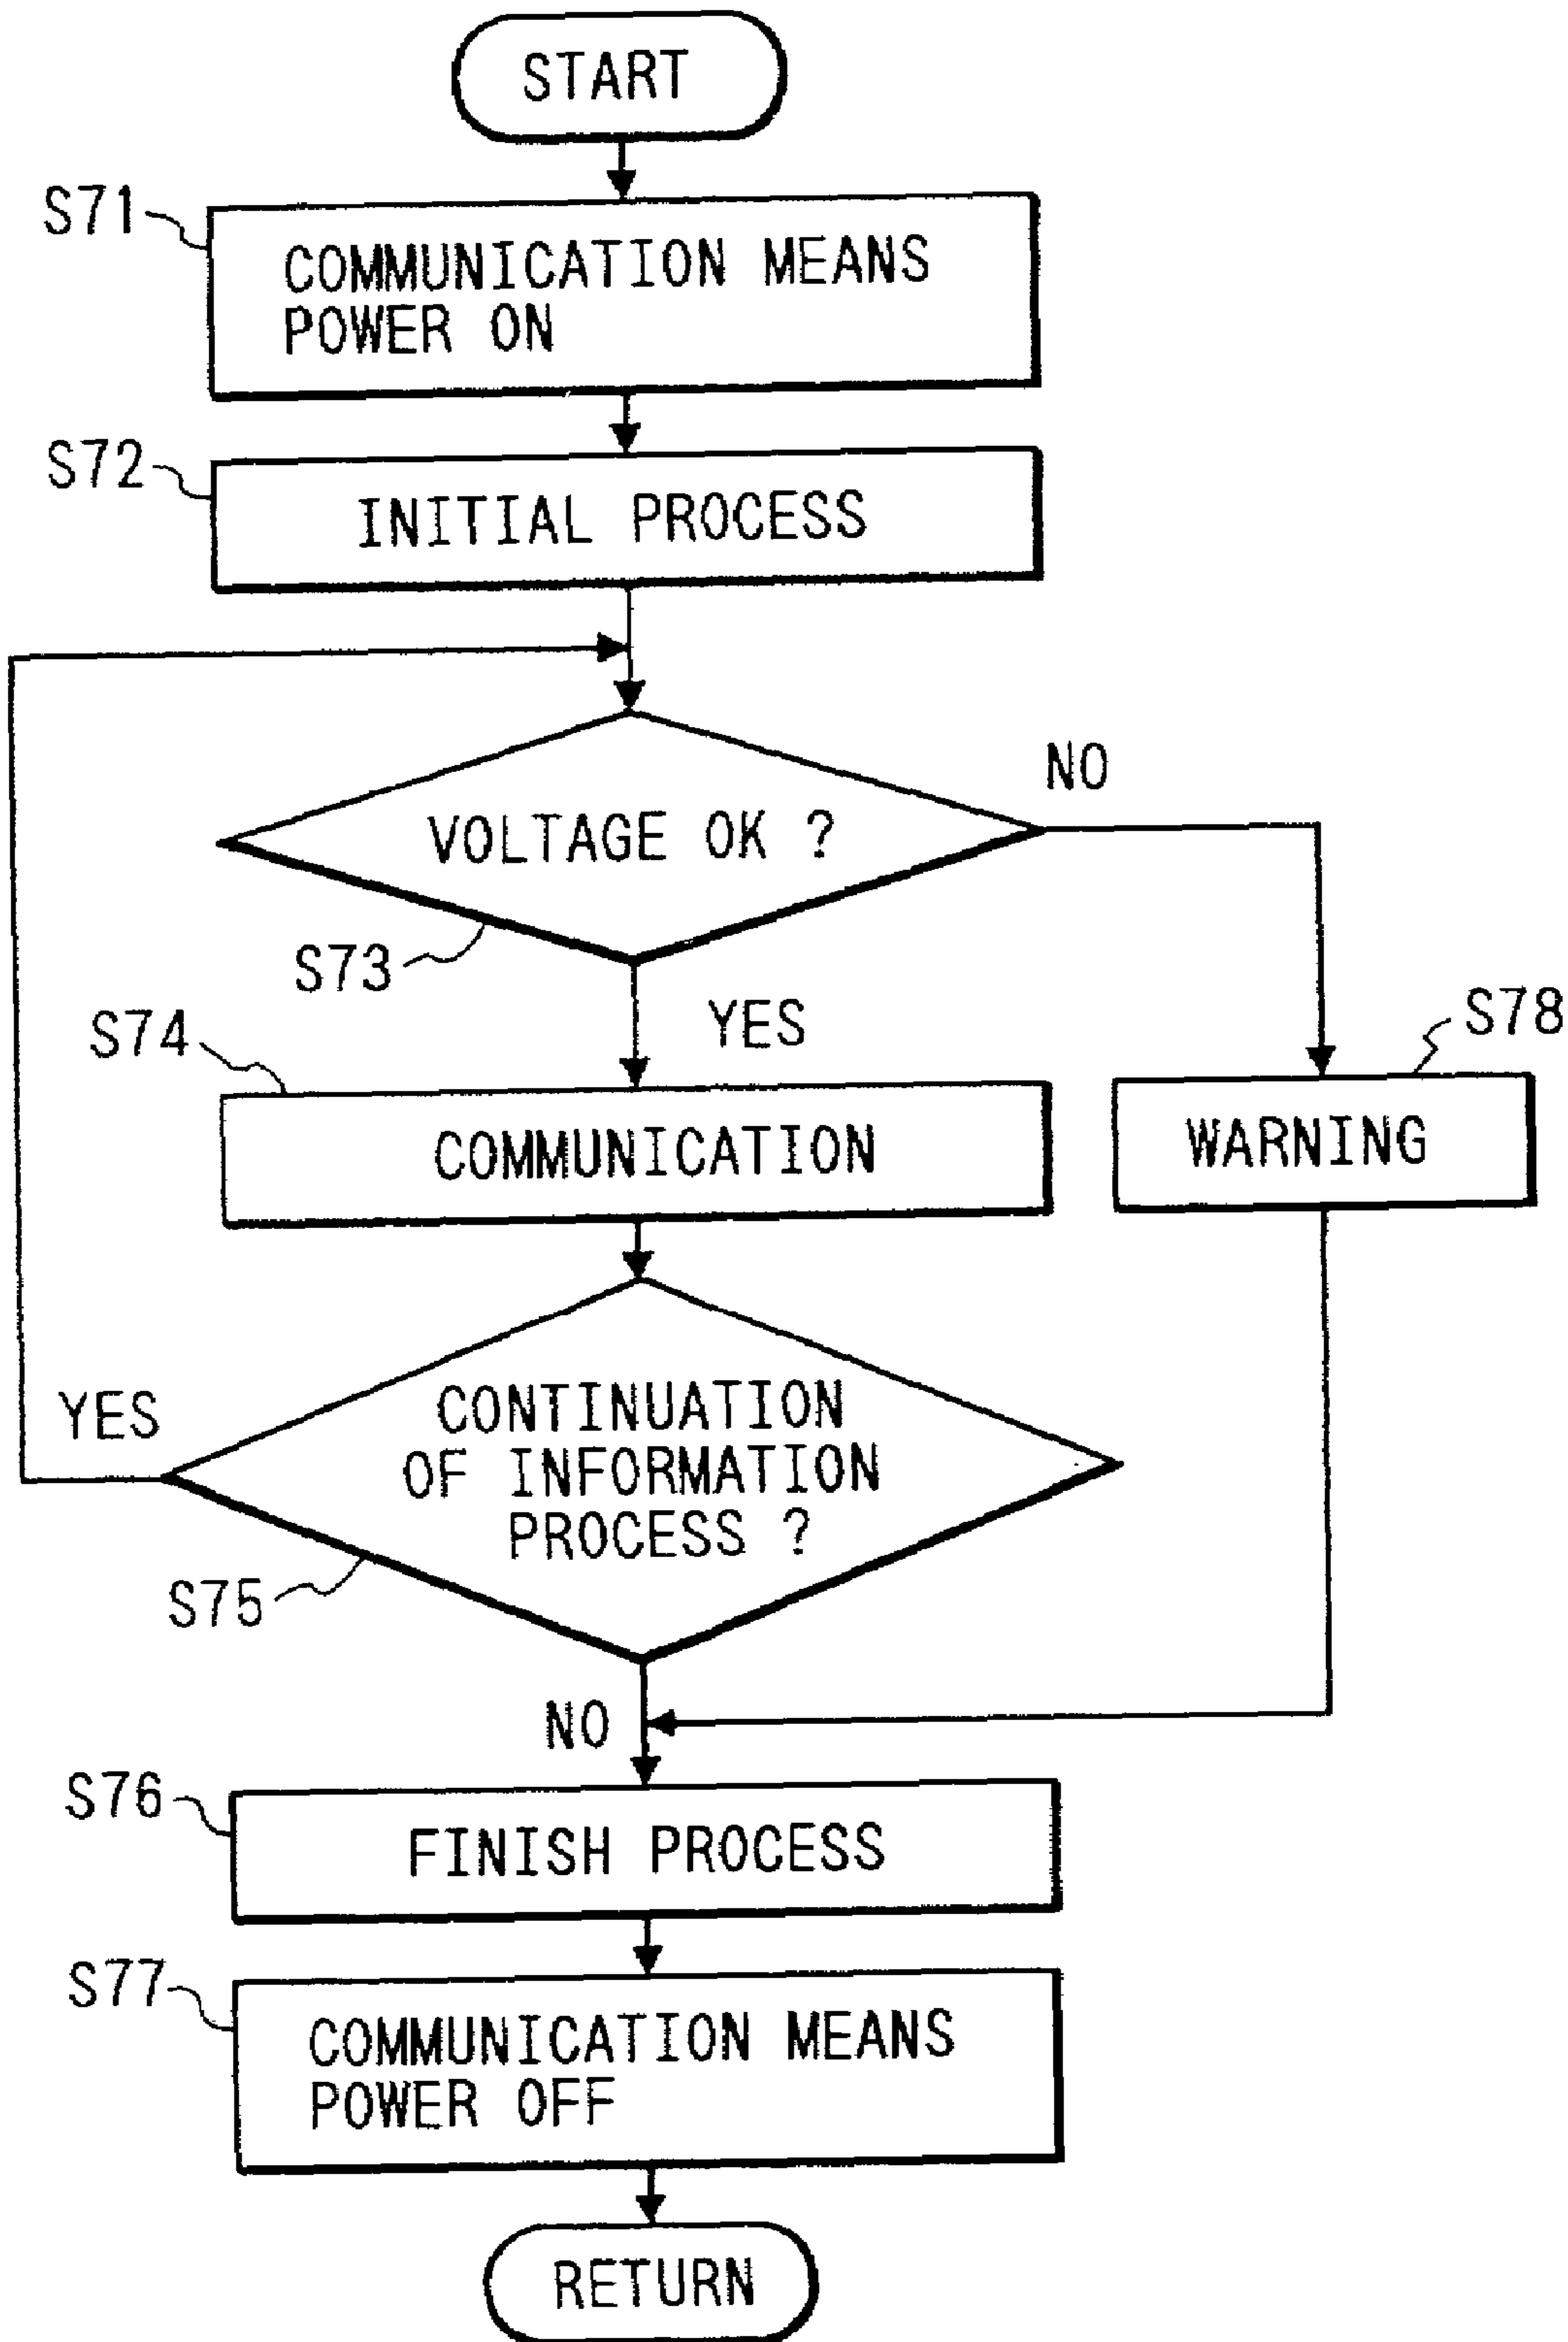 START
S71
COMMUNICATION MEANS
POWER ON
S72
INITIAL PROCESS
VOLTAGE OK ?
NO
S73
YES
S74
COMMUNICATION
S78
WARNING
YES
CONTINUATION
OF INFORMATION
PROCESS ?
S75
NO
S76
FINISH PROCESS
S77
COMMUNICATION MEANS
POWER OFF
RETURN